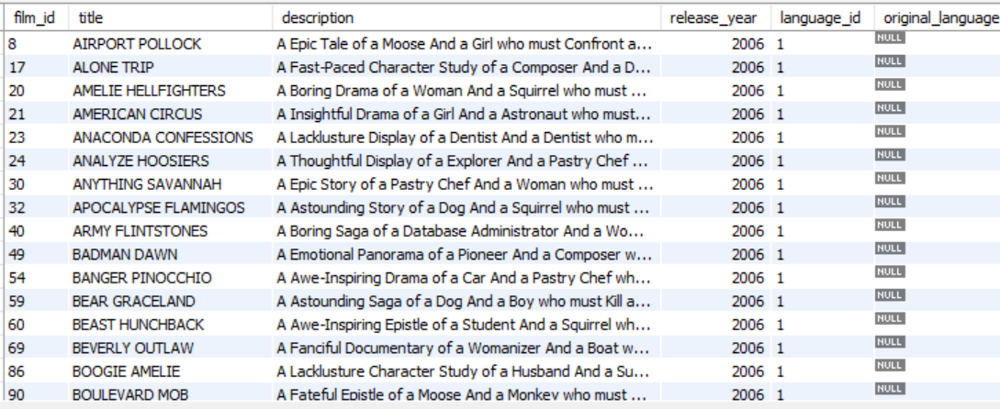 film_id title description release_year language_id original_language
8 AIRPORT POLLOCK A Epic Tale of a Moose And a Girl who must Confront a... 2006 1 NULL
17 ALONE TRIP A Fast-Paced Character Study of a Composer And a D... 2006 1 NULL
20 AMELIE HELLFIGHTERS A Boring Drama of a Woman And a Squirrel who must ... 2006 1 NULL
21 AMERICAN CIRCUS A Insightful Drama of a Girl And a Astronaut who must... 2006 1 NULL
23 ANACONDA CONFESSIONS A Lacklusture Display of a Dentist And a Dentist who m... 2006 1 NULL
24 ANALYZE HOOSIERS A Thoughtful Display of a Explorer And a Pastry Chef ... 2006 1 NULL
30 ANYTHING SAVANNAH A Epic Story of a Pastry Chef And a Woman who must ... 2006 1 NULL
32 APOCALYPSE FLAMINGOS A Astounding Story of a Dog And a Squirrel who must ... 2006 1 NULL
40 ARMY FLINTSTONES A Boring Saga of a Database Administrator And a Wo... 2006 1 NULL
49 BADMAN DAWN A Emotional Panorama of a Pioneer And a Composer w... 2006 1 NULL
54 BANGER PINOCCHIO A Awe-Inspiring Drama of a Car And a Pastry Chef wh... 2006 1 NULL
59 BEAR GRACELAND A Astounding Saga of a Dog And a Boy who must Kill a... 2006 1 NULL
60 BEAST HUNCHBACK A Awe-Inspiring Epistle of a Student And a Squirrel wh... 2006 1 NULL
69 BEVERLY OUTLAW A Fanciful Documentary of a Womanizer And a Boat w... 2006 1 NULL
86 BOOGIE AMELIE A Lacklusture Character Study of a Husband And a Su... 2006 1 NULL
90 BOULEVARD MOB A Fateful Epistle of a Moose And a Monkey who must ... 2006 1 NULL